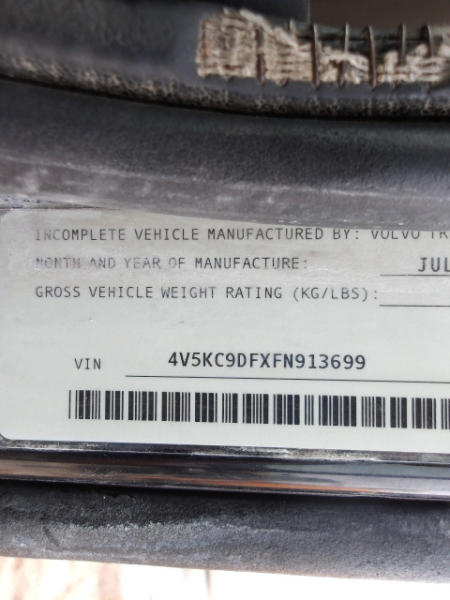 INCOMPLETE VEHICLE MANUFACTURED BY: VOLVO TR
MONTH AND YEAR OF MANUFACTURE: JUL
GROSS VEHICLE WEIGHT RATING (KG/LBS):
VIN 4V5KC9DFXFN913699